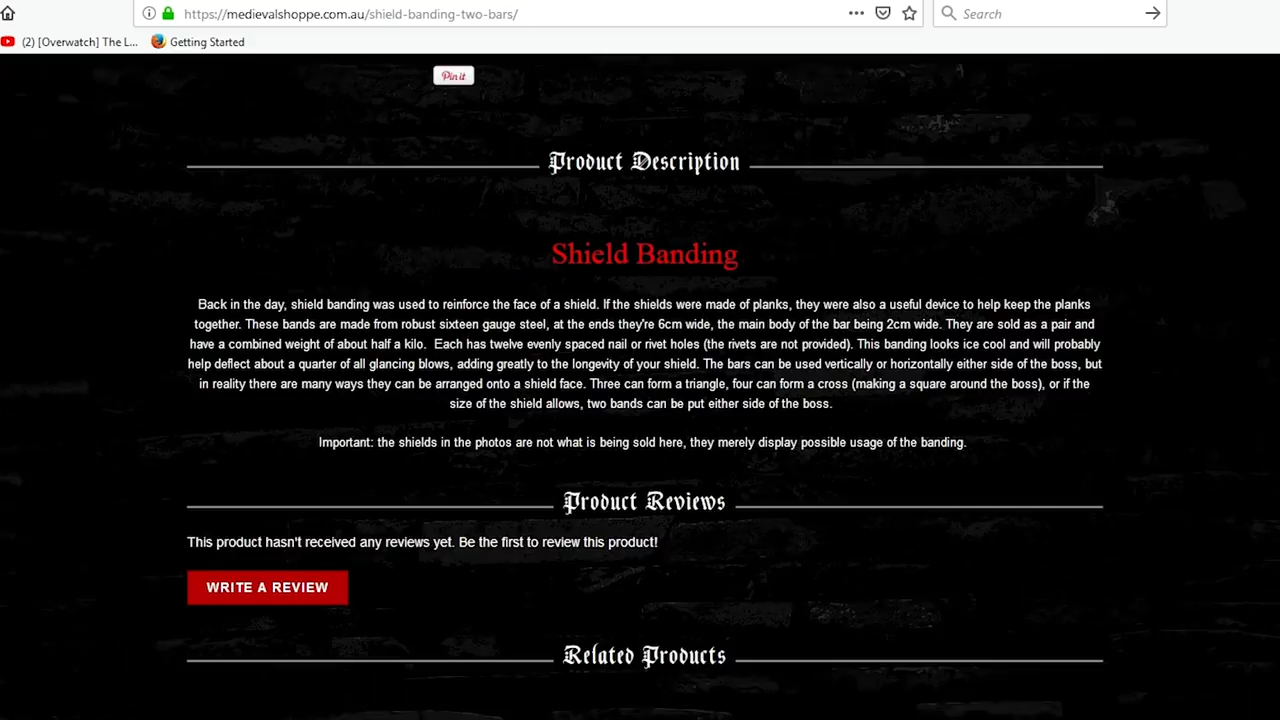 https://medievalshoppe.com.au/shield-banding-two-bars/
Search
(2) [Overwatch] The L...
Getting Started
Pin it
Product Description
Shield Banding
Back in the day, shield banding was used to reinforce the face of a shield. If the shields were made of planks, they were also a useful device to help keep the planks
together. These bands are made from robust sixteen gauge steel, at the ends they're 6cm wide, the main body of the bar being 2cm wide. They are sold as a pair and
have a combined weight of about half a kilo.  Each has twelve evenly spaced nail or rivet holes (the rivets are not provided). This banding looks ice cool and will probably
help deflect about a quarter of all glancing blows, adding greatly to the longevity of your shield. The bars can be used vertically or horizontally either side of the boss, but
in reality there are many ways they can be arranged onto a shield face. Three can form a triangle, four can form a cross (making a square around the boss), or if the
size of the shield allows, two bands can be put either side of the boss.
Important: the shields in the photos are not what is being sold here, they merely display possible usage of the banding.
Product Reviews
This product hasn't received any reviews yet. Be the first to review this product!
WRITE A REVIEW
Related Products